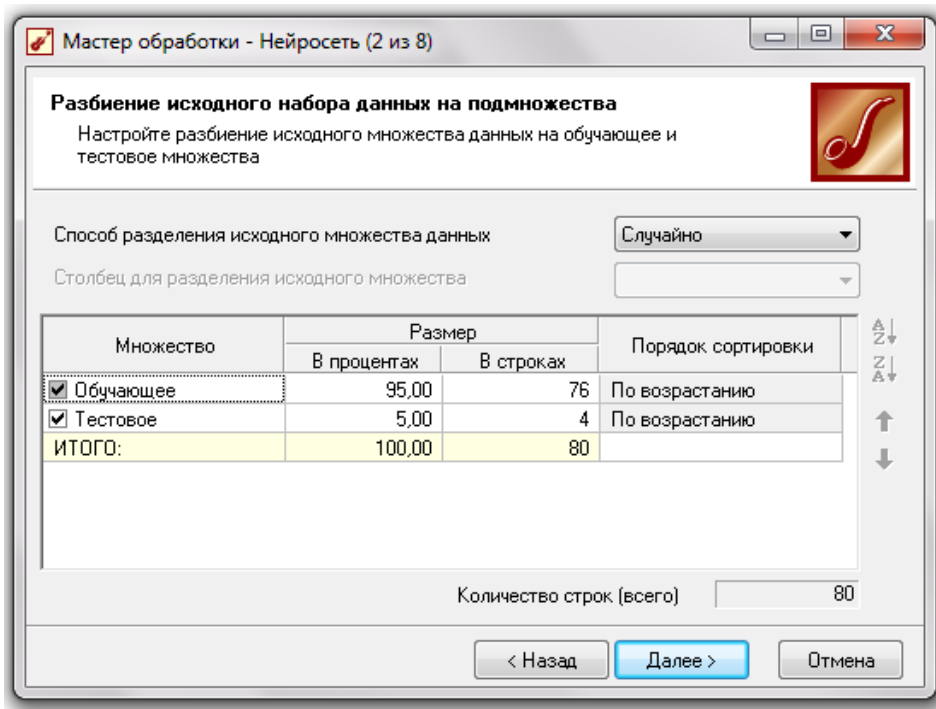 Мастер обработки - Нейросеть (2 из 8)
Разбиение исходного набора данных на подмножества
Настройте разбиение исходного множества данных на обучающее и
тестовое множества
Способ разделения исходного множества данных Случайно
Столбец для разделения исходного множества
Множество Размер Порядок сортировки
В процентах В строках
Обучающее 95,00 76 По возрастанию
Тестовое 5,00 4 По возрастанию
ИТОГО: 100,00 80
A
Z
Z
A
Количество строк (всего) 80
< Назад Далее > Отмена